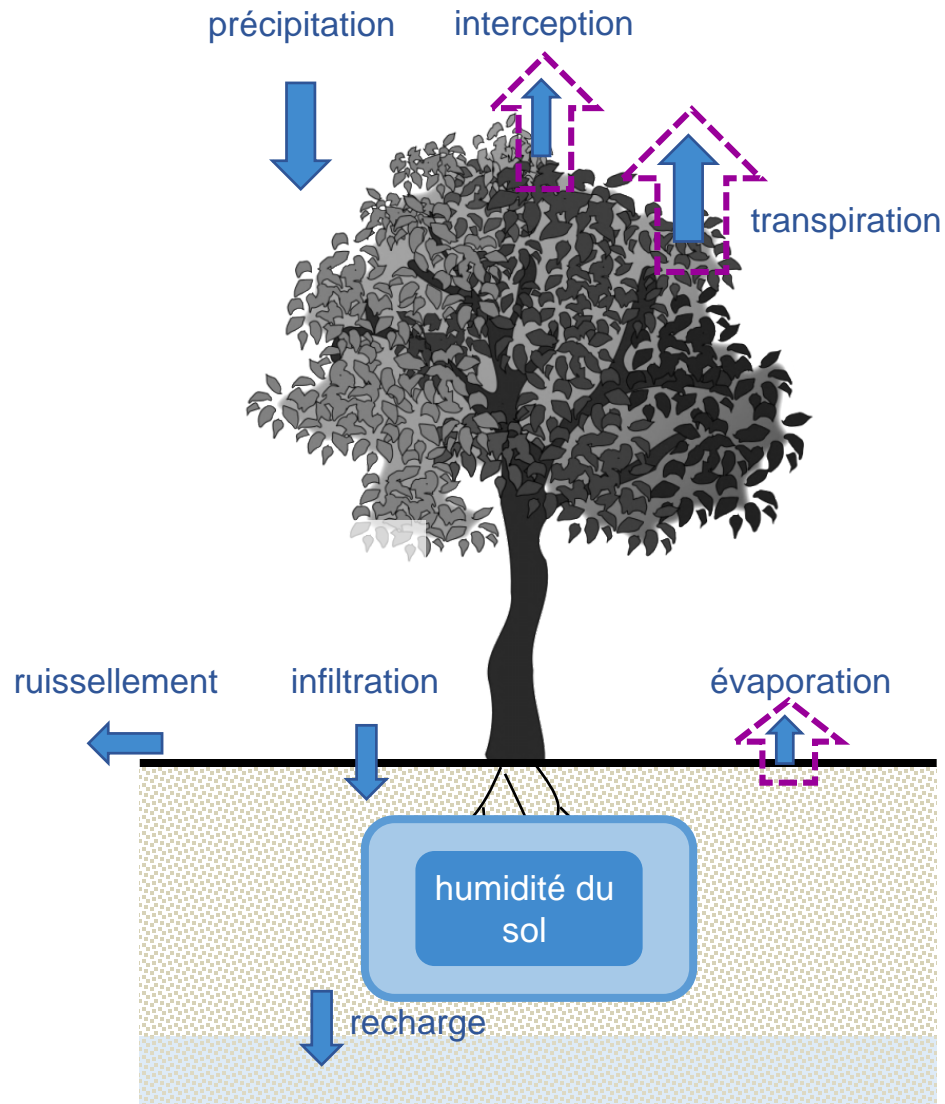 précipitation
interception
transpiration
ruissellement
infiltration
évaporation
humidité du
sol
recharge